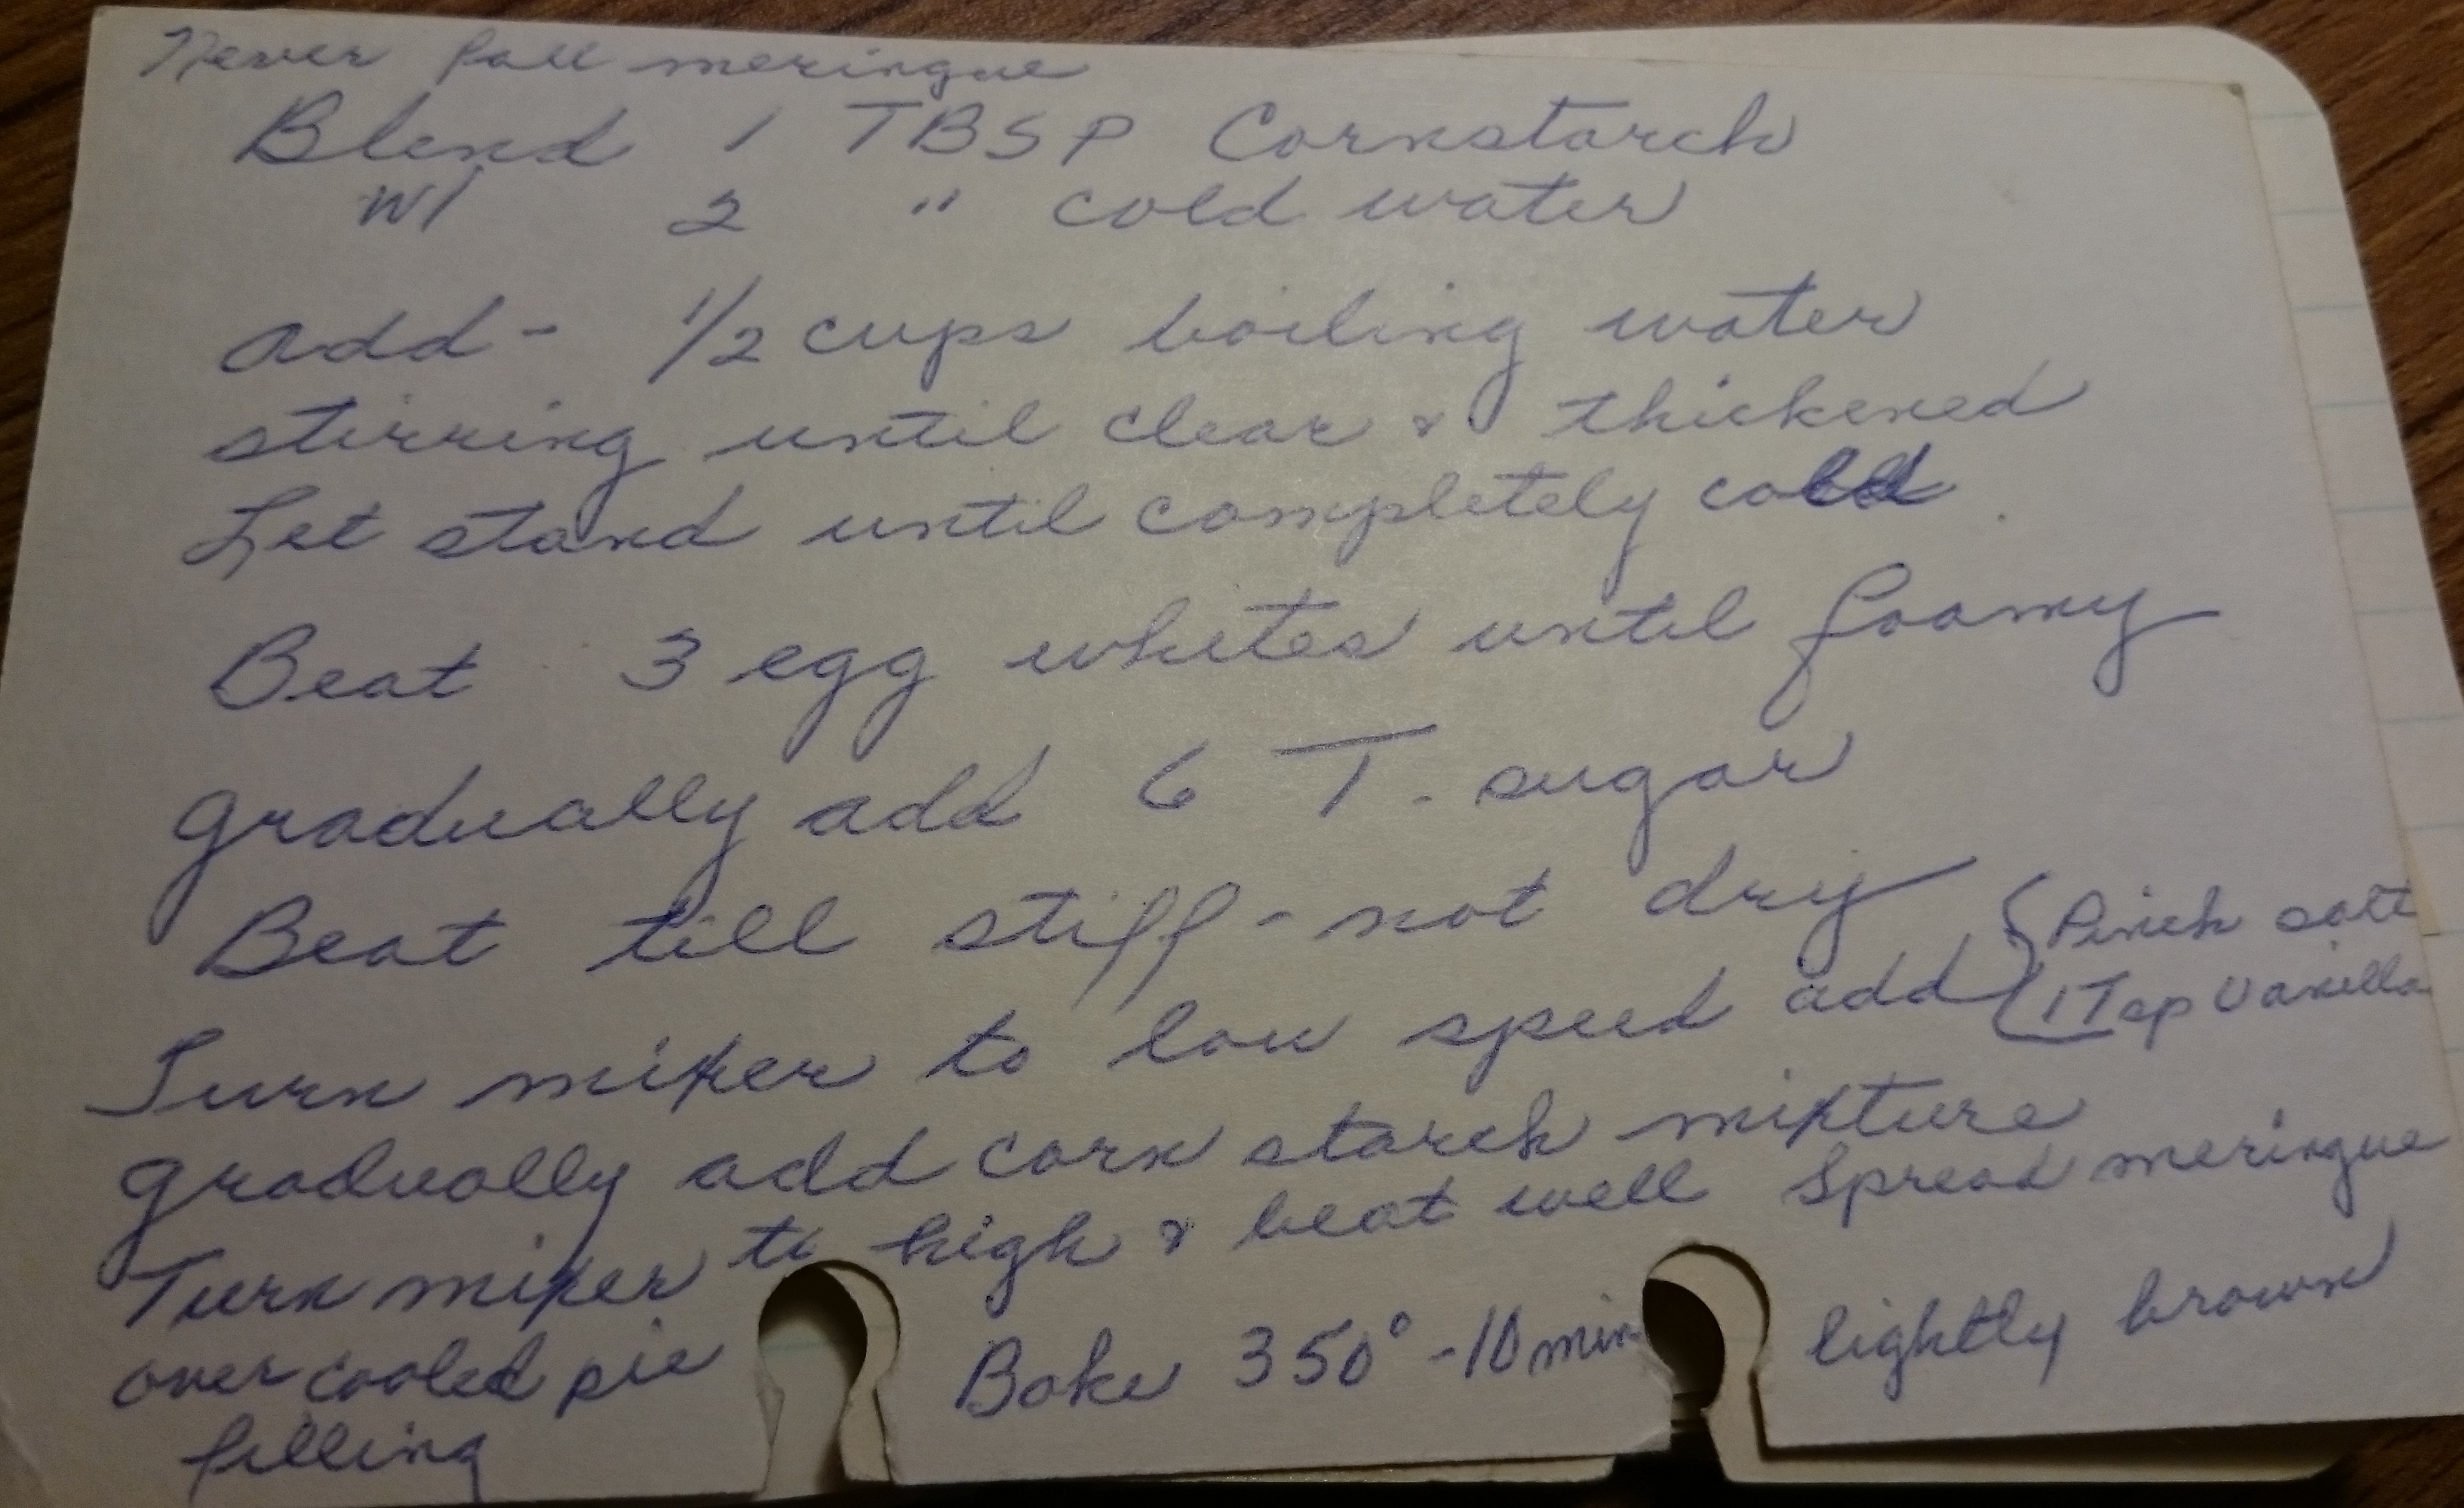 Never fall meringue
Blend 1 TBSP Cornstarch
w/ 2 " cold water
add - 1/2 cups boiling water
stirring until clear & thickened
Let stand until completely cold.
Beat 3 egg whites until foamy
gradually add 6 T. sugar
Beat till stiff - not dry
Turn mixer to low speed add { Pinch salt
1 Tsp Vanilla
gradually add corn starch mixture
Turn mixer to high & beat well Spread meringue
over cooled pie
filling
Bake 350° - 10 min. lightly brown